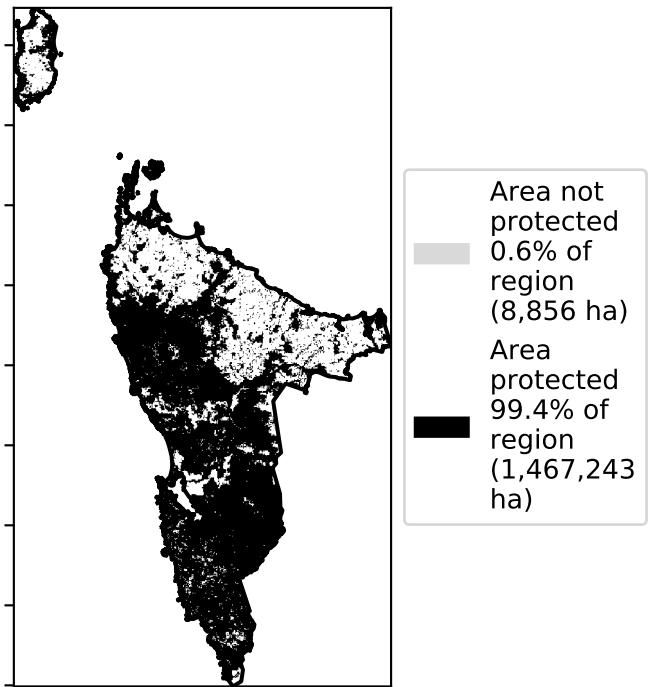 Area not
protected
0.6% of
region
(8,856 ha)
Area
protected
99.4% of
region
(1,467,243
ha)